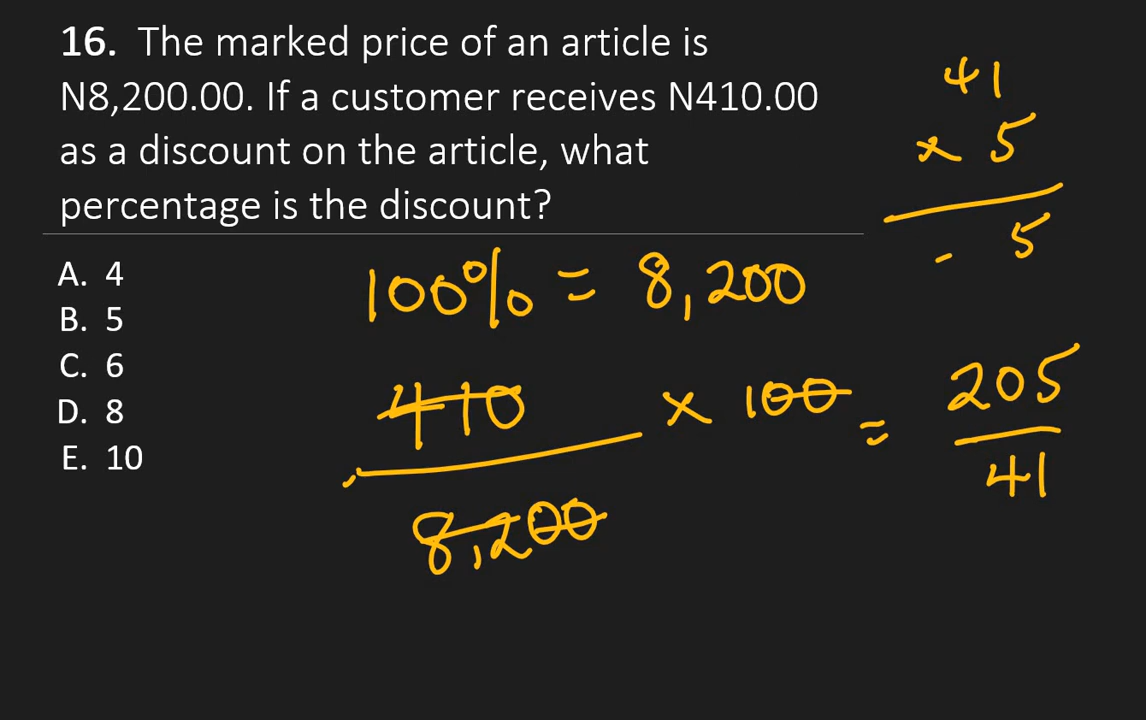 16. The marked price of an article is
N8,200.00. If a customer receives N410.00
as a discount on the article, what
percentage is the discount?
A. 4
B. 5
C. 6
D. 8
E. 10
41
× 5
- 5
100% = 8,200
410 × 100 = 205
8,200 41